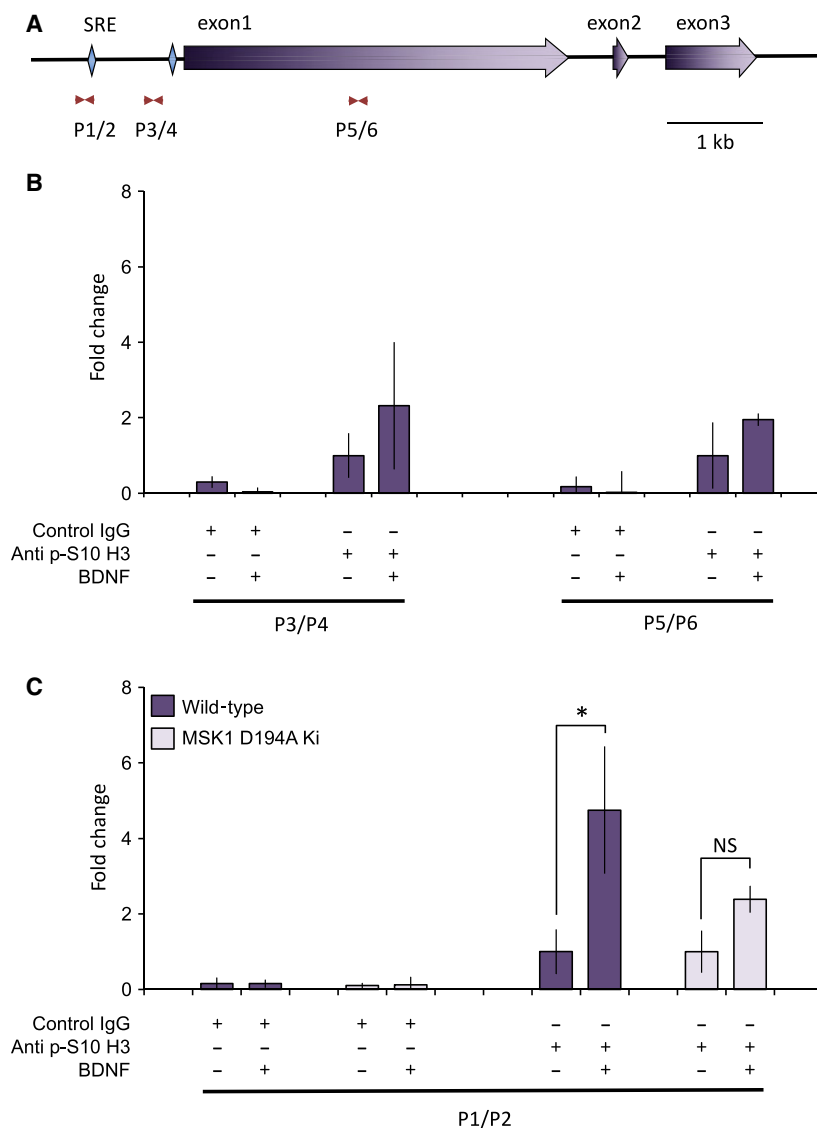 A
SRE exon1 exon2 exon3
P1/2 P3/4 P5/6 1 kb
B
Fold change
8
6
4
2
0
Control IgG + + – – + + – –
Anti p-S10 H3 – – + + – – + +
BDNF – + – + – + – +
P3/P4 P5/P6
C
Fold change
8
6
4
2
0
Wild-type
MSK1 D194A Ki
*
NS
Control IgG + + + + – – – –
Anti p-S10 H3 – – – – + + + +
BDNF – + – + – + – +
P1/P2